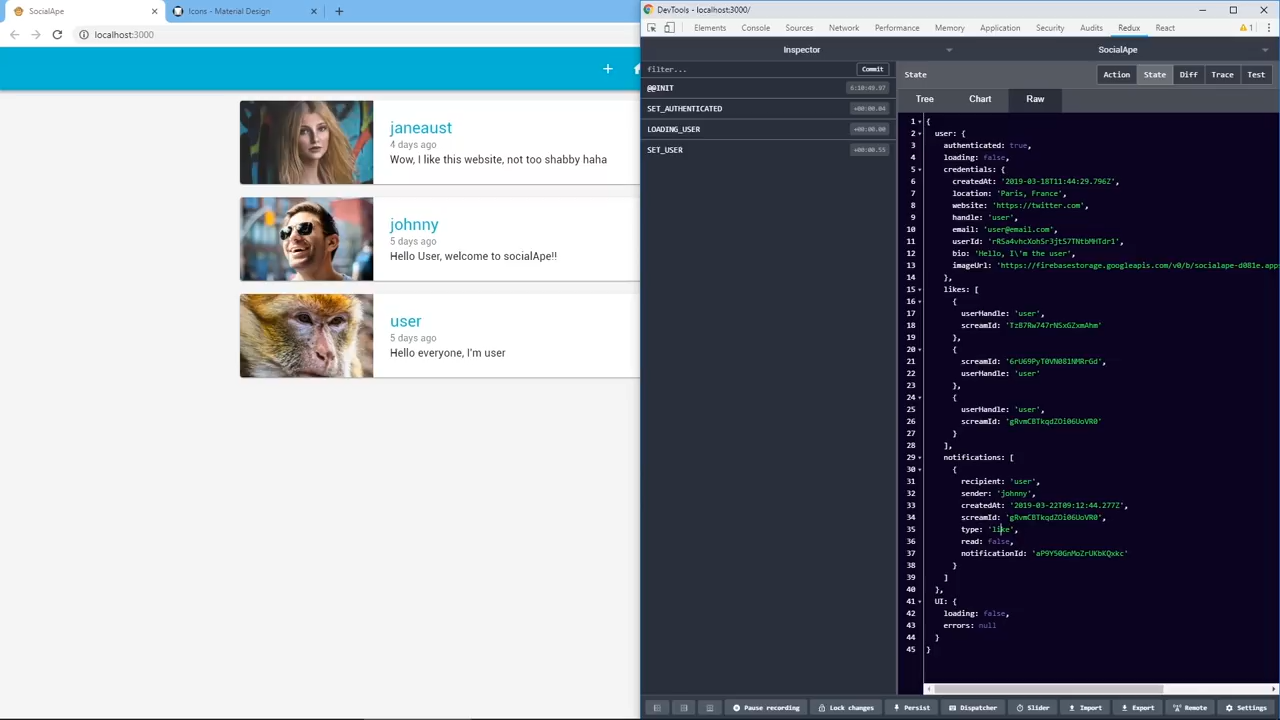 SocialApe
Icons - Material Design
localhost:3000
janeaust
4 days ago
Wow, I like this website, not too shabby haha
johnny
5 days ago
Hello User, welcome to socialApe!!
user
5 days ago
Hello everyone, I'm user
DevTools - localhost:3000/
Elements Console Sources Network Performance Memory Application Security Audits Redux React 1
Inspector SocialApe
filter... Commit
@@INIT 6:10:49.97
SET_AUTHENTICATED +00:00.04
LOADING_USER +00:00.00
SET_USER +00:00.55
State Action State Diff Trace Test
Tree Chart Raw
1 {
2 user: {
3 authenticated: true,
4 loading: false,
5 credentials: {
6 createdAt: '2019-03-18T11:44:29.796Z',
7 location: 'Paris, France',
8 website: 'https://twitter.com',
9 handle: 'user',
10 email: 'user@email.com',
11 userId: 'rRSa4vhcXohSr3jtS7TNtbMHTdr1',
12 bio: 'Hello, I\'m the user',
13 imageUrl: 'https://firebasestorage.googleapis.com/v0/b/socialape-d081e.app
14 },
15 likes: [
16 {
17 userHandle: 'user',
18 screamId: 'TzB7Rw747rNSxGZxmAhm'
19 },
20 {
21 screamId: '6rU69PyT0VN081NMRrGd',
22 userHandle: 'user'
23 },
24 {
25 userHandle: 'user',
26 screamId: 'gRvmCBTkqdZOi06UoVR0'
27 }
28 ],
29 notifications: [
30 {
31 recipient: 'user',
32 sender: 'johnny',
33 createdAt: '2019-03-22T09:12:44.277Z',
34 screamId: 'gRvmCBTkqdZOi06UoVR0',
35 type: 'like',
36 read: false,
37 notificationId: 'aP9Y50GnMoZrUKbKQxkc'
38 }
39 ]
40 },
41 UI: {
42 loading: false,
43 errors: null
44 }
45 }
Pause recording Lock changes Persist Dispatcher Slider Import Export Remote Settings